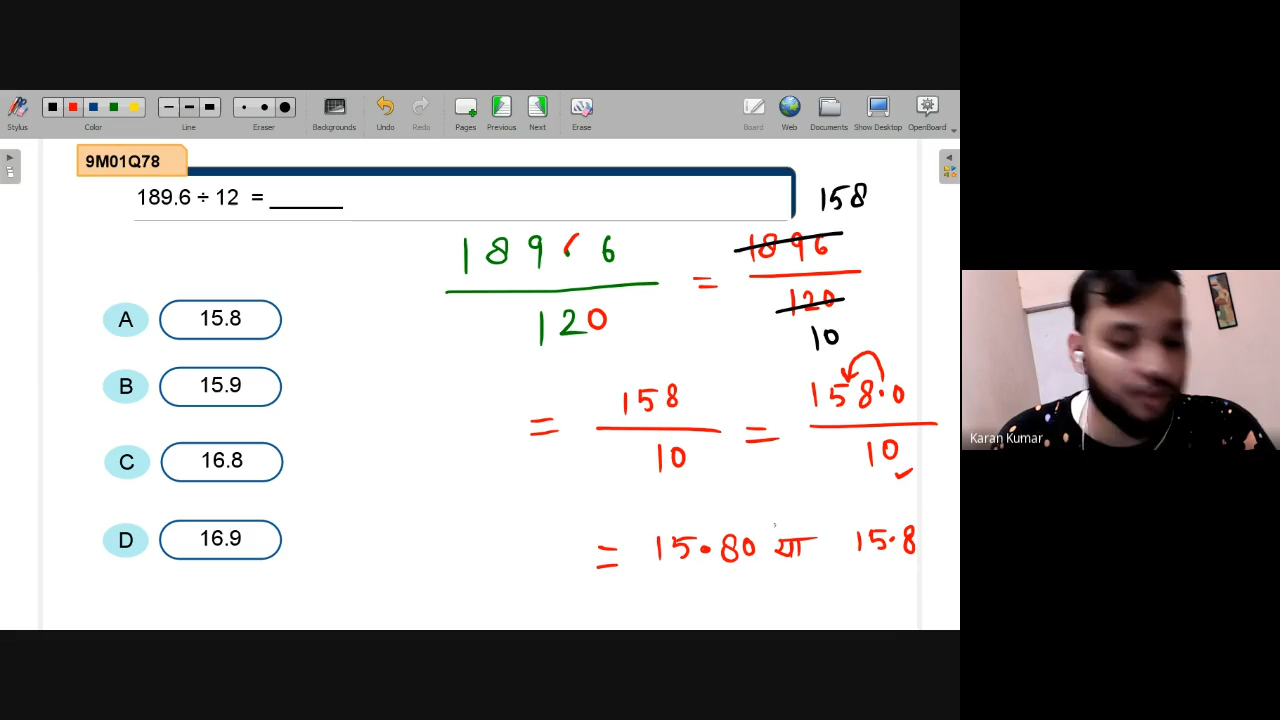 Stylus Color Line Eraser Backgrounds Undo Redo Pages Previous Next Erase Board Web Documents Show Desktop OpenBoard
9M01Q78
189.6 ÷ 12 = ______
158
189.6 / 120 = 1896 / 120
10
A 15.8
B 15.9
C 16.8
D 16.9
= 158 / 10 = 158.0 / 10
= 15.80 या 15.8
Karan Kumar